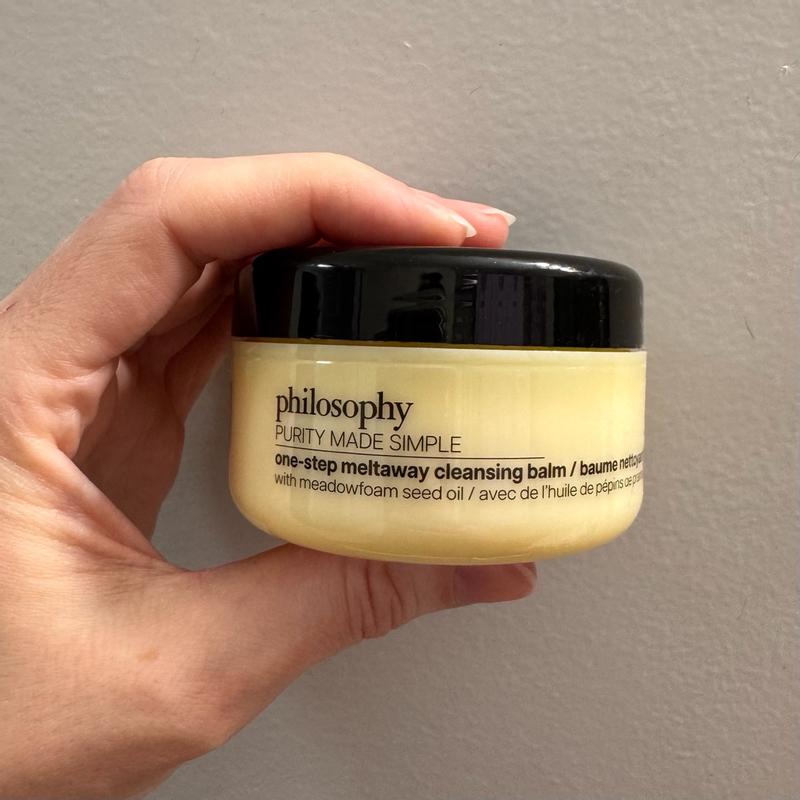 philosophy
PURITY MADE SIMPLE
one-step meltaway cleansing balm / baume
with meadowfoam seed oil / avec de l'huile de pépins de